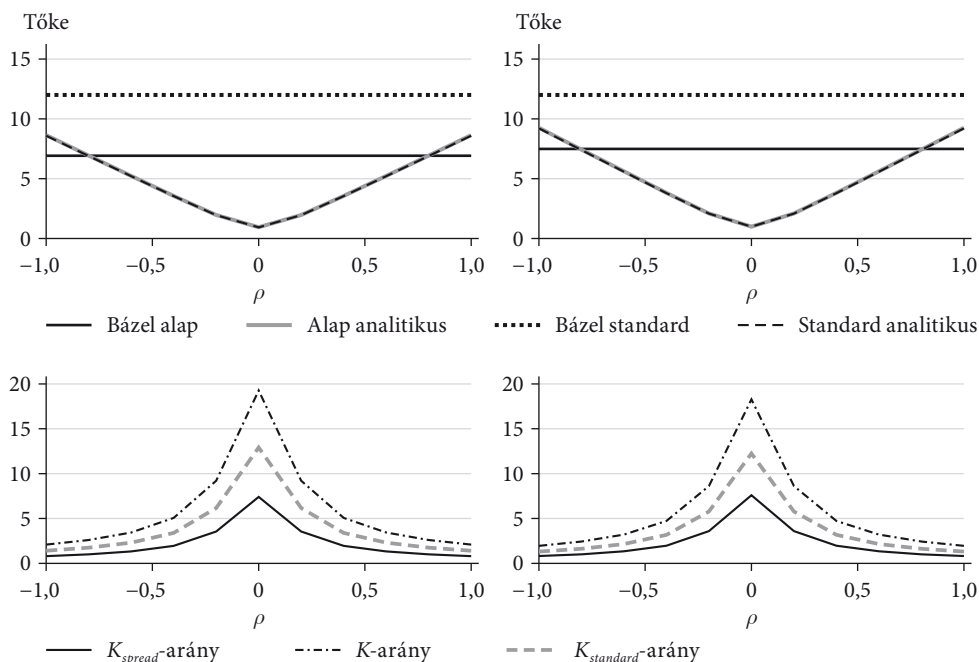 Tőke Tőke
15 15
10 10
5 5
0 0
−1,0 −0,5 0 0,5 1,0 −1,0 −0,5 0 0,5 1,0
ρ ρ
Bázel alap Alap analitikus Bázel standard Standard analitikus
20 20
15 15
10 10
5 5
0 0
−1,0 −0,5 0 0,5 1,0 −1,0 −0,5 0 0,5 1,0
ρ ρ
Kspread-arány K-arány Kstandard-arány